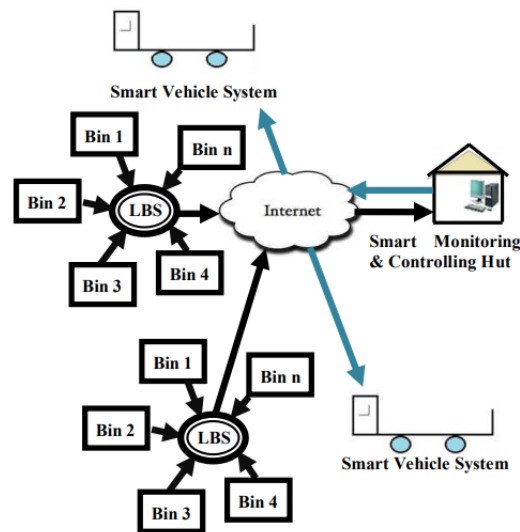 Smart Vehicle System
Bin 1
Bin n
Bin 2
LBS
Bin 3
Bin 4
Internet
Smart Monitoring
& Controlling Hut
Bin 1
Bin n
Bin 2
LBS
Bin 3
Bin 4
Smart Vehicle System